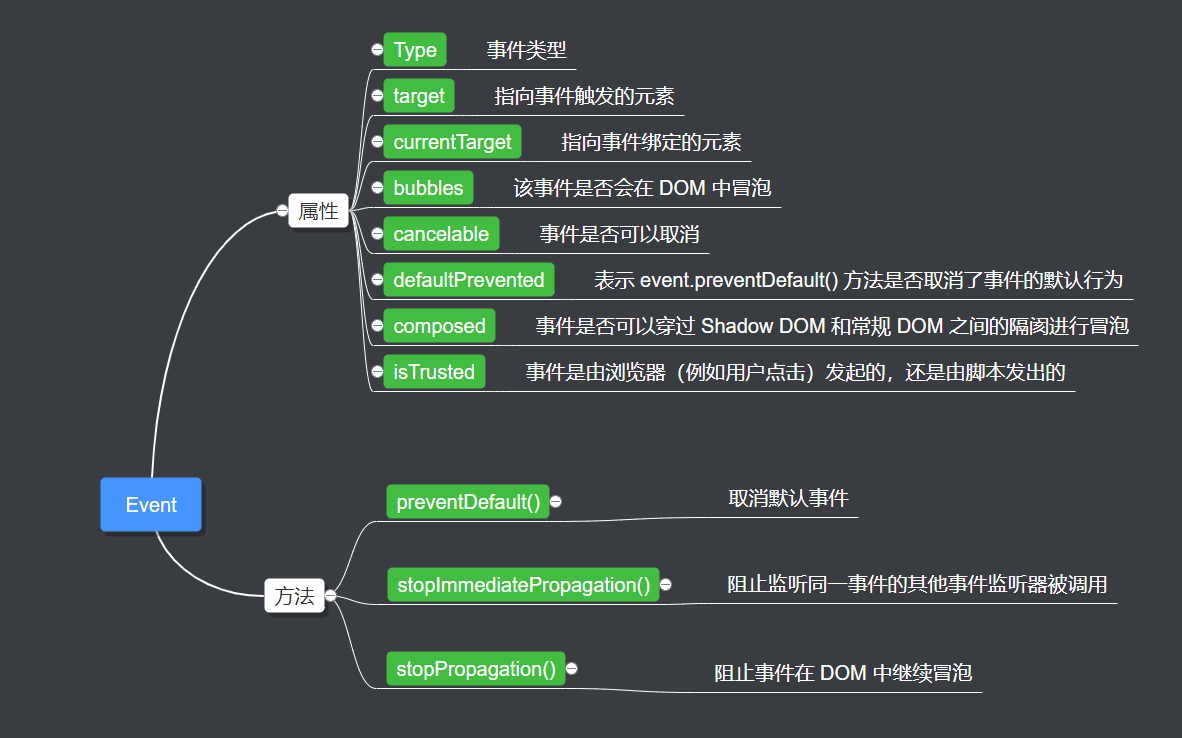 Type 事件类型
target 指向事件触发的元素
currentTarget 指向事件绑定的元素
bubbles 该事件是否会在 DOM 中冒泡
属性
cancelable 事件是否可以取消
defaultPrevented 表示 event.preventDefault() 方法是否取消了事件的默认行为
composed 事件是否可以穿过 Shadow DOM 和常规 DOM 之间的隔阂进行冒泡
isTrusted 事件是由浏览器（例如用户点击）发起的，还是由脚本发出的
Event
preventDefault() 取消默认事件
方法
stopImmediatePropagation() 阻止监听同一事件的其他事件监听器被调用
stopPropagation() 阻止事件在 DOM 中继续冒泡